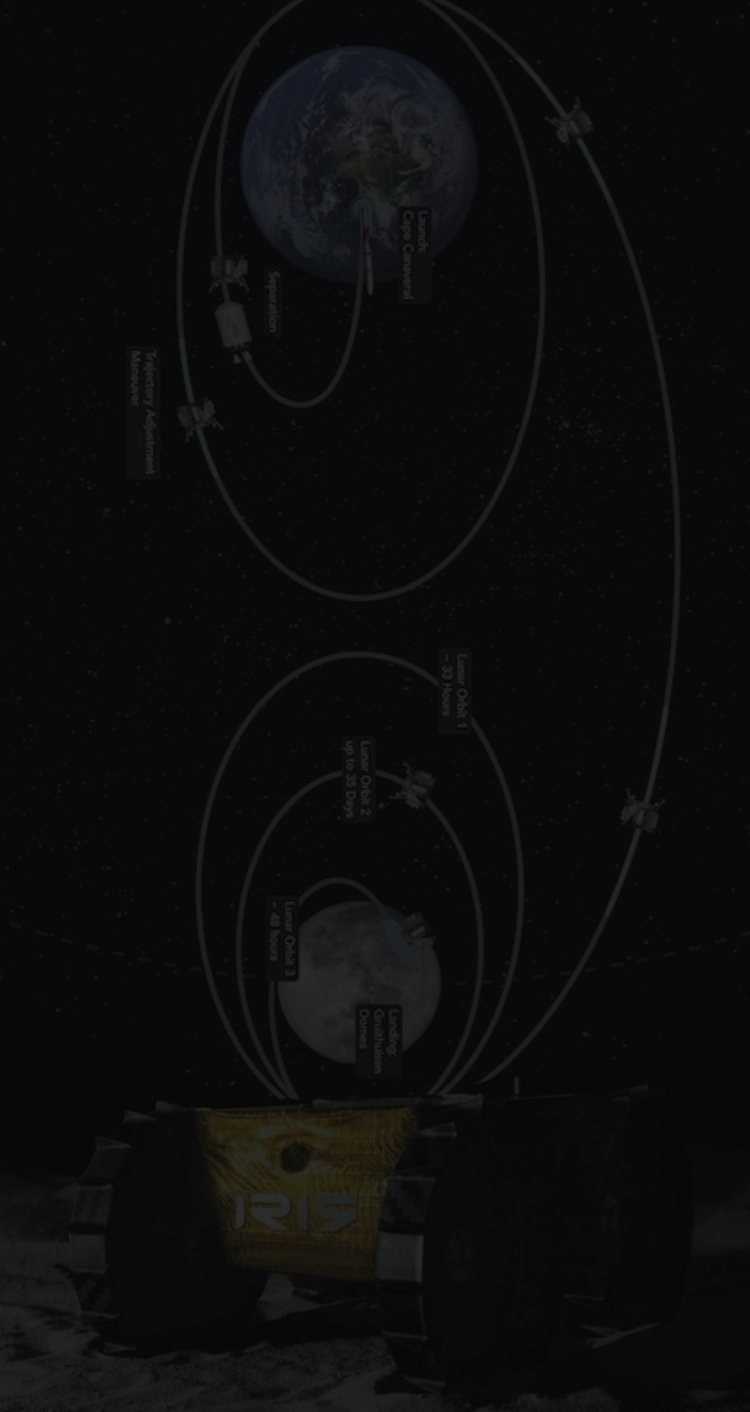 Launch:
Cape Canaveral
Separation
Trajectory Adjustment
Maneuver
Lunar Orbit 1
~ 33 Hours
Lunar Orbit 2
up to 35 Days
Lunar Orbit 3
~ 48 hours
Landing:
Gruithuisen
Domes
IRIS